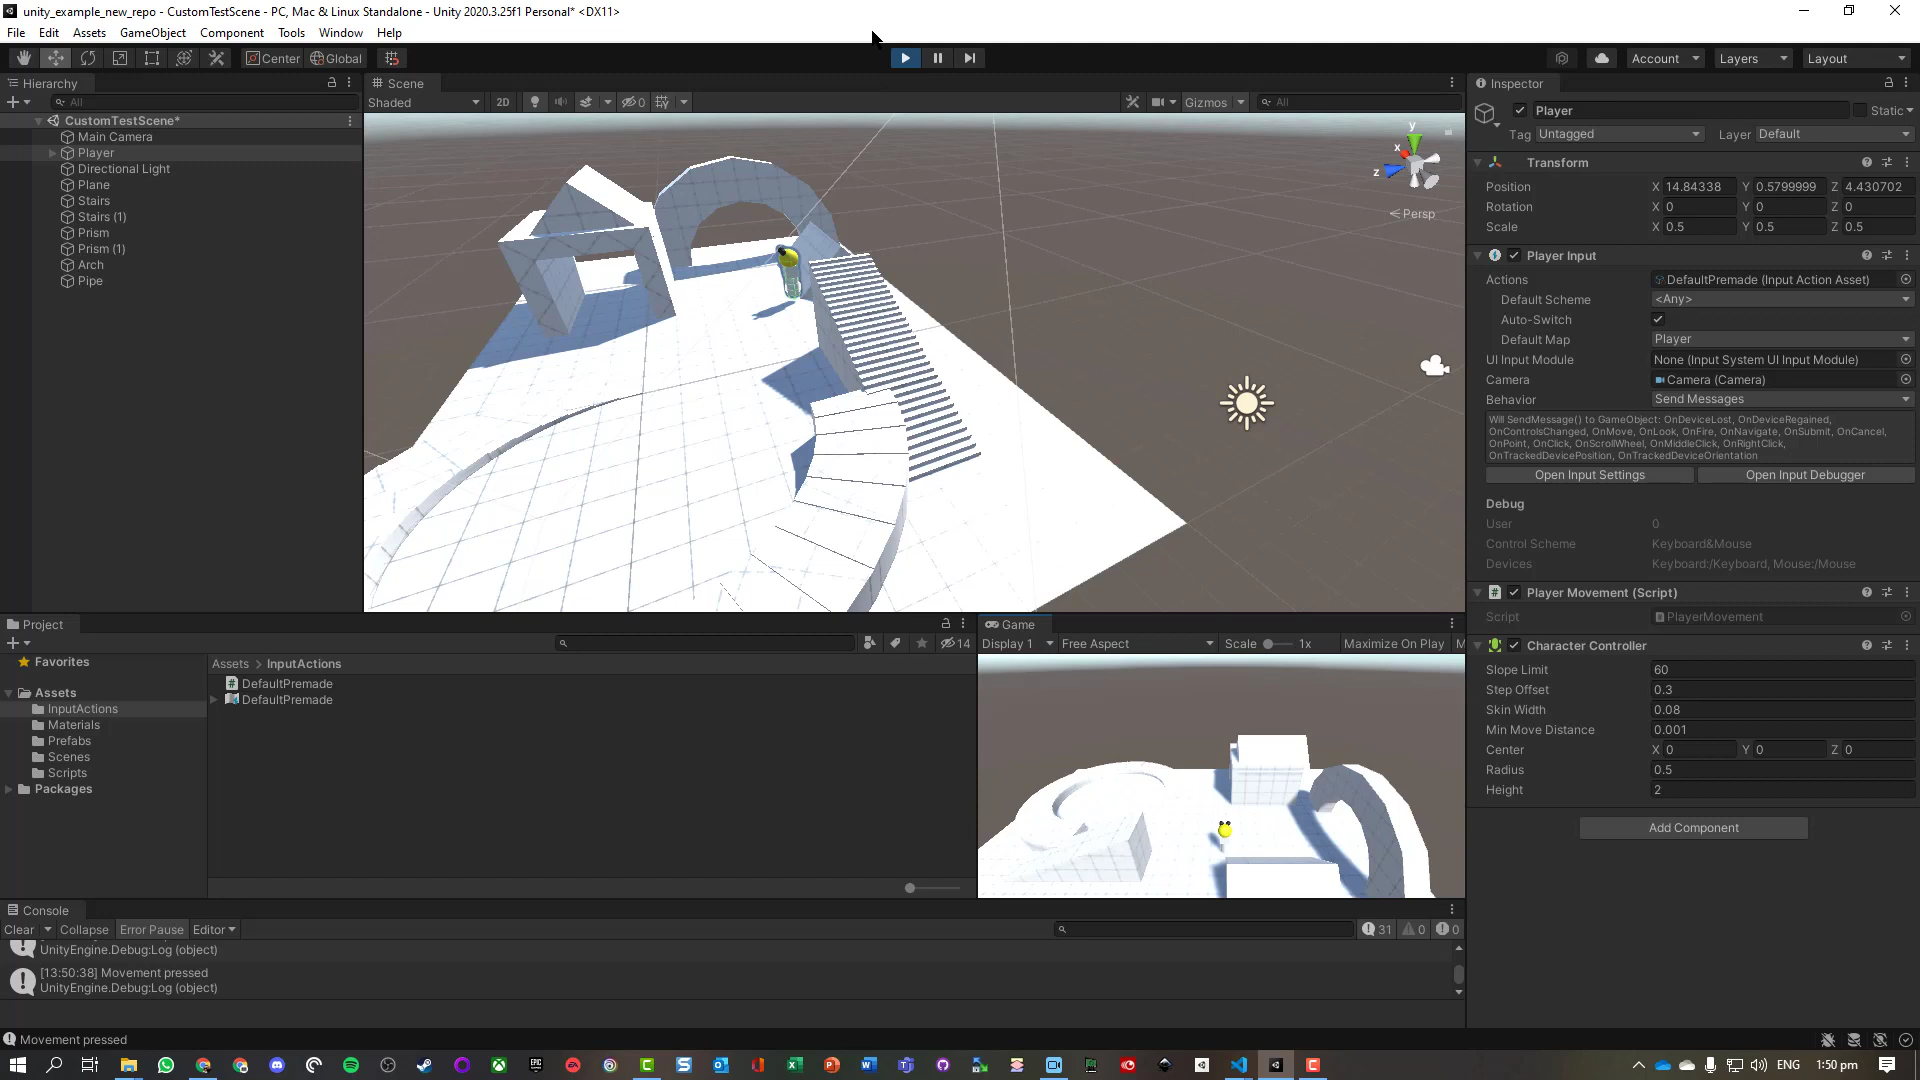 unity_example_new_repo - CustomTestScene - PC, Mac & Linux Standalone - Unity 2020.3.25f1 Personal* <DX11>
File Edit Assets GameObject Component Tools Window Help
Center Global
Account Layers Layout
Hierarchy
All
CustomTestScene*
Main Camera
Player
Directional Light
Plane
Stairs
Stairs (1)
Prism
Prism (1)
Arch
Pipe
Scene
Shaded 2D 0 Gizmos All
y
x
z
Persp
Inspector
Player Static
Tag Untagged Layer Default
Transform
Position X 14.84338 Y 0.5799999 Z 4.430702
Rotation X 0 Y 0 Z 0
Scale X 0.5 Y 0.5 Z 0.5
Player Input
Actions DefaultPremade (Input Action Asset)
Default Scheme <Any>
Auto-Switch
Default Map Player
UI Input Module None (Input System UI Input Module)
Camera Camera (Camera)
Behavior Send Messages
Will SendMessage() to GameObject: OnDeviceLost, OnDeviceRegained,
OnControlsChanged, OnMove, OnLook, OnFire, OnNavigate, OnSubmit, OnCancel,
OnPoint, OnClick, OnScrollWheel, OnMiddleClick, OnRightClick,
OnTrackedDevicePosition, OnTrackedDeviceOrientation
Open Input Settings Open Input Debugger
Debug
User 0
Control Scheme Keyboard&Mouse
Devices Keyboard:/Keyboard, Mouse:/Mouse
Player Movement (Script)
Script PlayerMovement
Character Controller
Slope Limit 60
Step Offset 0.3
Skin Width 0.08
Min Move Distance 0.001
Center X 0 Y 0 Z 0
Radius 0.5
Height 2
Add Component
Project
14
Favorites
Assets
InputActions
Materials
Prefabs
Scenes
Scripts
Packages
Assets > InputActions
DefaultPremade
DefaultPremade
Game
Display 1 Free Aspect Scale 1x Maximize On Play M
Console
Clear Collapse Error Pause Editor 31 0 0
UnityEngine.Debug:Log (object)
[13:50:38] Movement pressed
UnityEngine.Debug:Log (object)
Movement pressed
ENG 1:50 pm